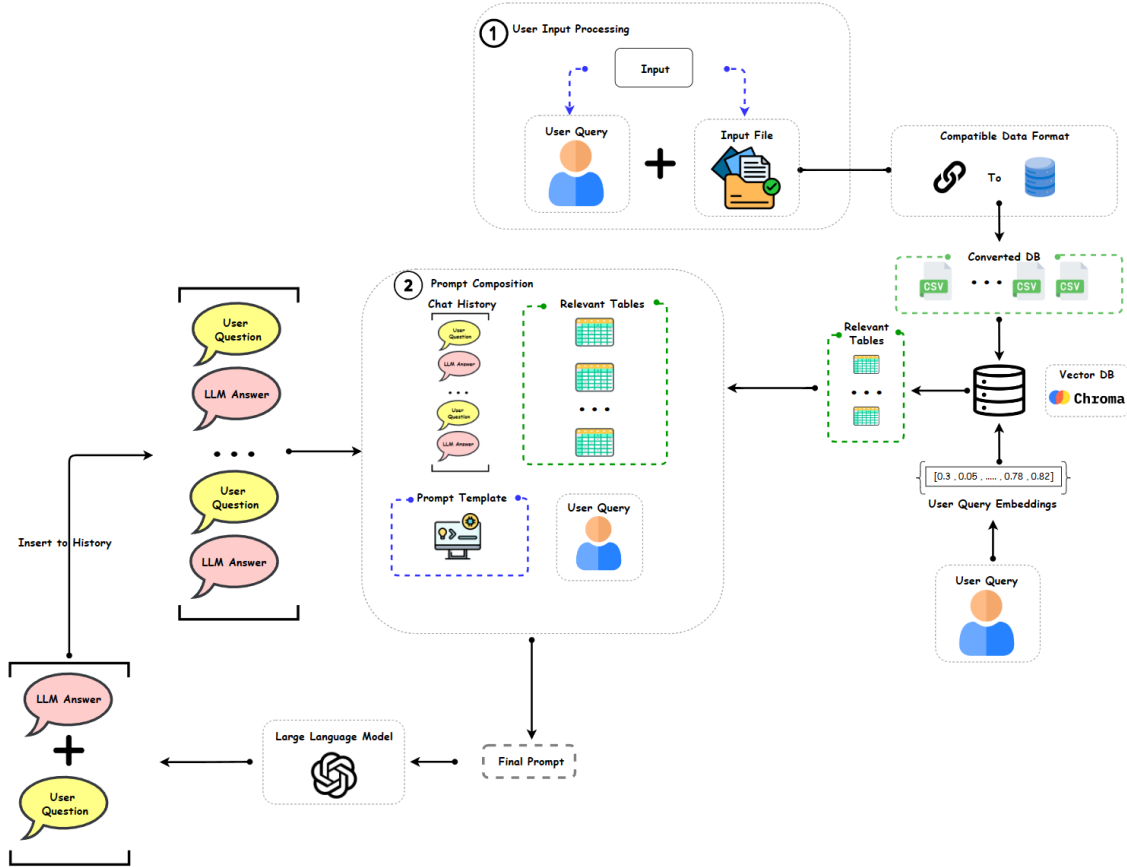 1
User Input Processing
Input
User Query
Input File
Compatible Data Format
To
Converted DB
CSV
...
CSV
CSV
2
Prompt Composition
Chat History
Relevant Tables
User
Question
LLM Answer
...
User
Question
LLM Answer
...
Prompt Template
User Query
Relevant
Tables
...
Vector DB
Chroma
[0.3 , 0.05 , ..... , 0.78 , 0.82]
User Query Embeddings
User Query
User
Question
LLM Answer
...
User
Question
LLM Answer
Insert to History
LLM Answer
User
Question
Large Language Model
Final Prompt